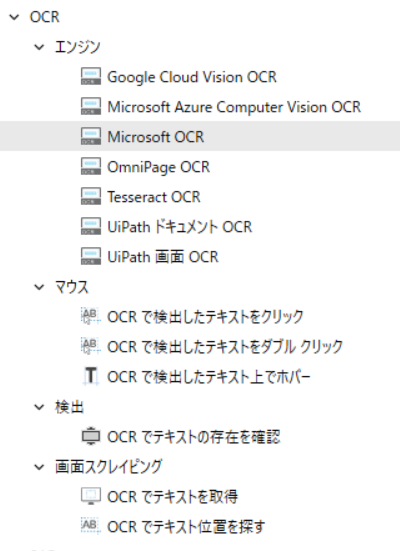 OCR
エンジン
Google Cloud Vision OCR
Microsoft Azure Computer Vision OCR
Microsoft OCR
OmniPage OCR
Tesseract OCR
UiPath ドキュメント OCR
UiPath 画面 OCR
マウス
OCR で検出したテキストをクリック
OCR で検出したテキストをダブル クリック
OCR で検出したテキスト上でホバー
検出
OCR でテキストの存在を確認
画面スクレイピング
OCR でテキストを取得
OCR でテキスト位置を探す